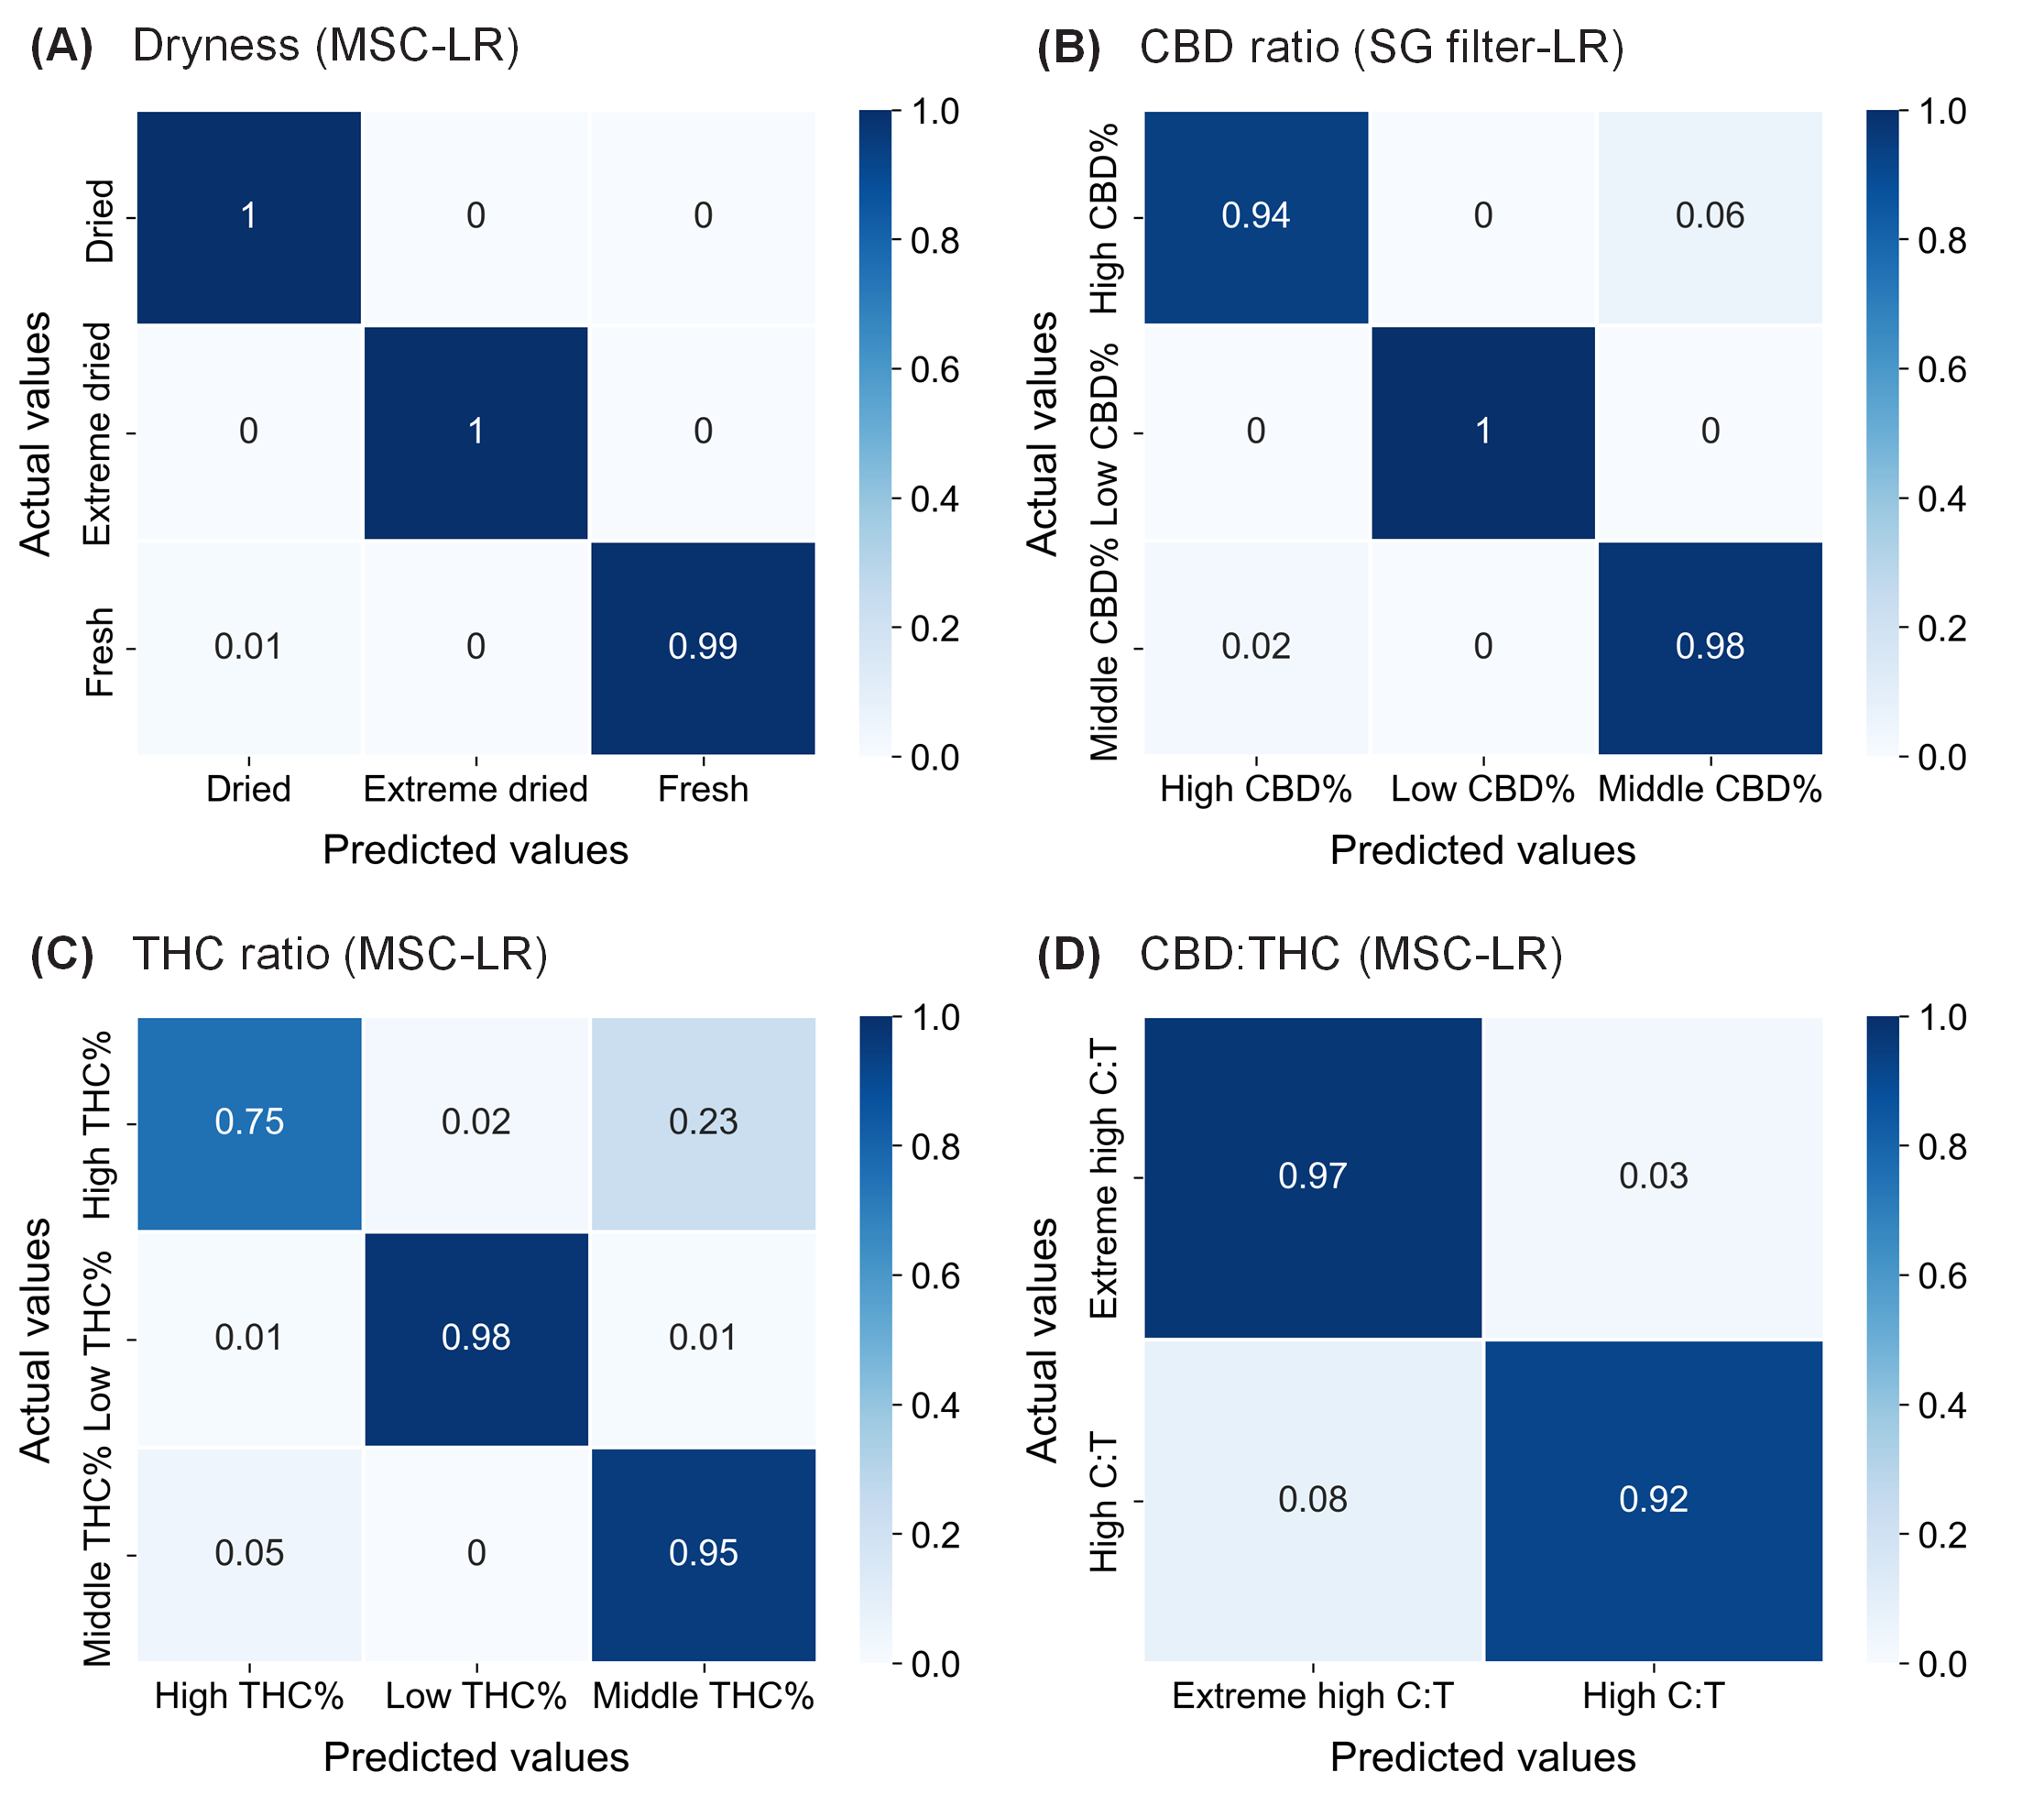 (A) Dryness (MSC-LR)
Actual values
Dried
Extreme dried
Fresh
1 0 0
0 1 0
0.01 0 0.99
Dried Extreme dried Fresh
Predicted values
1.0
0.8
0.6
0.4
0.2
0.0
(B) CBD ratio (SG filter-LR)
Actual values
High CBD%
Low CBD%
Middle CBD%
0.94 0 0.06
0 1 0
0.02 0 0.98
High CBD% Low CBD% Middle CBD%
Predicted values
1.0
0.8
0.6
0.4
0.2
0.0
(C) THC ratio (MSC-LR)
Actual values
High THC%
Low THC%
Middle THC%
0.75 0.02 0.23
0.01 0.98 0.01
0.05 0 0.95
High THC% Low THC% Middle THC%
Predicted values
1.0
0.8
0.6
0.4
0.2
0.0
(D) CBD:THC (MSC-LR)
Actual values
Extreme high C:T
High C:T
0.97 0.03
0.08 0.92
Extreme high C:T High C:T
Predicted values
1.0
0.8
0.6
0.4
0.2
0.0